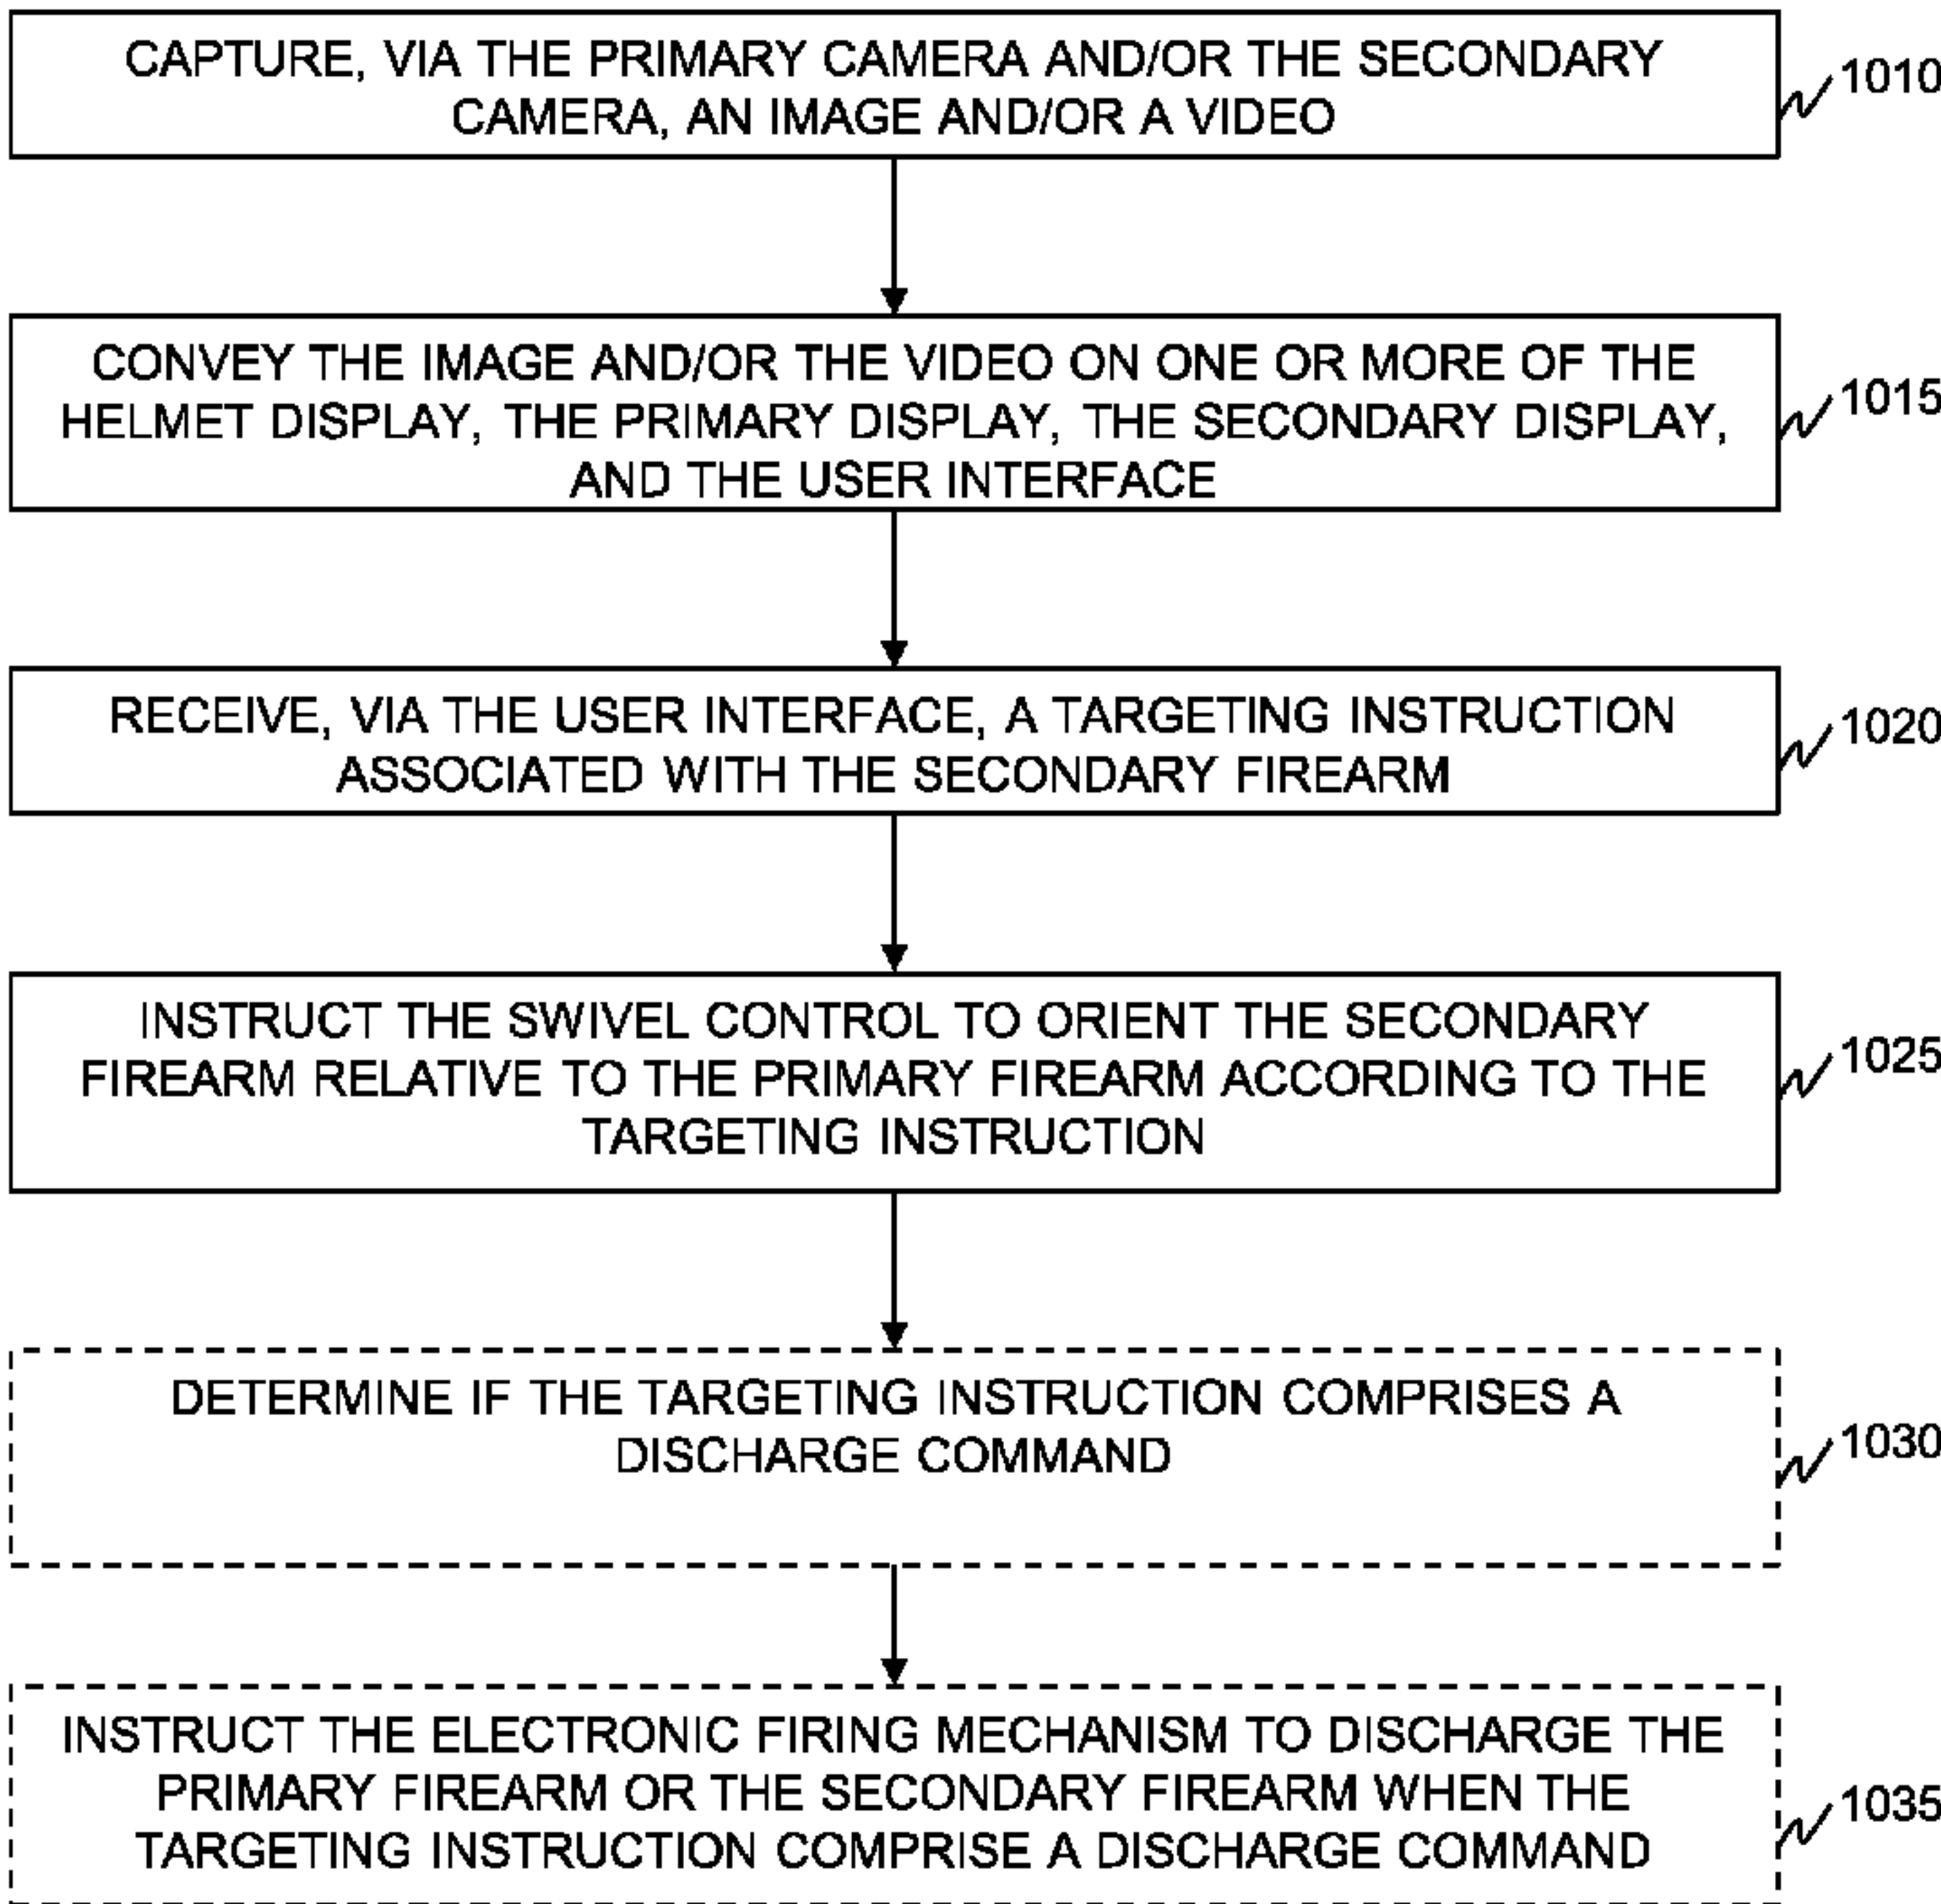 CAPTURE, VIA THE PRIMARY CAMERA AND/OR THE SECONDARY
CAMERA, AN IMAGE AND/OR A VIDEO
1010
CONVEY THE IMAGE AND/OR THE VIDEO ON ONE OR MORE OF THE
HELMET DISPLAY, THE PRIMARY DISPLAY, THE SECONDARY DISPLAY,
AND THE USER INTERFACE
1015
RECEIVE, VIA THE USER INTERFACE, A TARGETING INSTRUCTION
ASSOCIATED WITH THE SECONDARY FIREARM
1020
INSTRUCT THE SWIVEL CONTROL TO ORIENT THE SECONDARY
FIREARM RELATIVE TO THE PRIMARY FIREARM ACCORDING TO THE
TARGETING INSTRUCTION
1025
DETERMINE IF THE TARGETING INSTRUCTION COMPRISES A
DISCHARGE COMMAND
1030
INSTRUCT THE ELECTRONIC FIRING MECHANISM TO DISCHARGE THE
PRIMARY FIREARM OR THE SECONDARY FIREARM WHEN THE
TARGETING INSTRUCTION COMPRISE A DISCHARGE COMMAND
1035